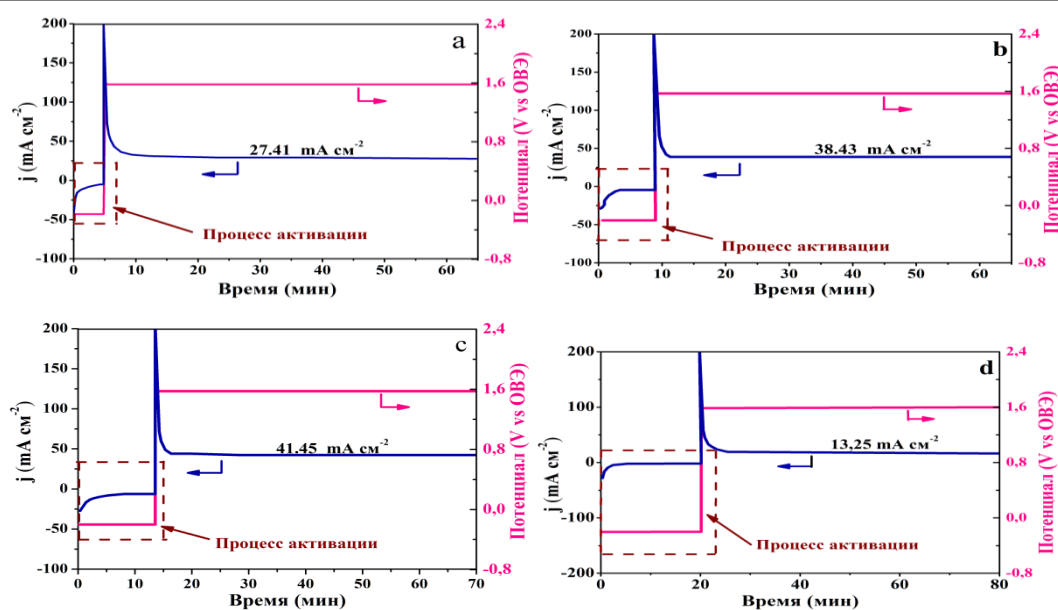 a
27.41 mA см-2
Процесс активации
j (mA см-2)
200
150
100
50
0
-50
-100
0 10 20 30 40 50 60
Время (мин)
2,4
1,6
0,8
0,0
-0,8
Потенциал (V vs ОВЭ)
b
38.43 mA см-2
Процесс активации
j (mA см-2)
200
150
100
50
0
-50
-100
0 10 20 30 40 50 60
Время (мин)
2,4
1,6
0,8
0,0
-0,8
Потенциал (V vs ОВЭ)
c
41.45 mA см-2
Процесс активации
j (mA см-2)
200
150
100
50
0
-50
-100
0 10 20 30 40 50 60 70
Время (мин)
2,4
1,6
0,8
0,0
-0,8
Потенциал (V vs ОВЭ)
d
13,25 mA см-2
Процесс активации
j (mA см-2)
200
100
0
-100
-200
0 20 40 60 80
Время (мин)
2,4
1,6
0,8
0,0
-0,8
Потенциал (V vs ОВЭ)